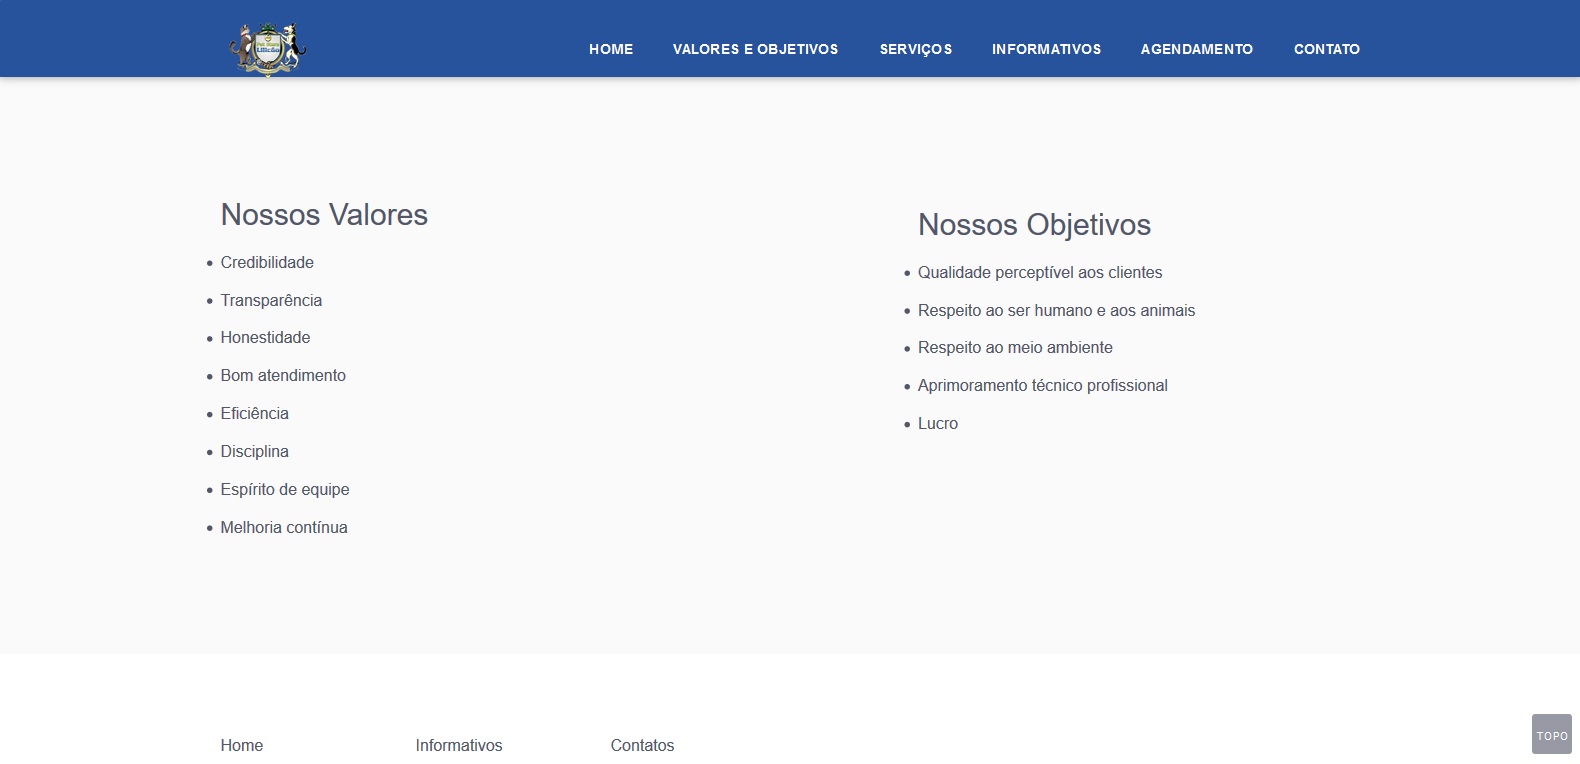 HOME VALORES E OBJETIVOS SERVIÇOS INFORMATIVOS AGENDAMENTO CONTATO
Nossos Valores
Credibilidade
Transparência
Honestidade
Bom atendimento
Eficiência
Disciplina
Espírito de equipe
Melhoria contínua
Nossos Objetivos
Qualidade perceptível aos clientes
Respeito ao ser humano e aos animais
Respeito ao meio ambiente
Aprimoramento técnico profissional
Lucro
Home Informativos Contatos
TOPO